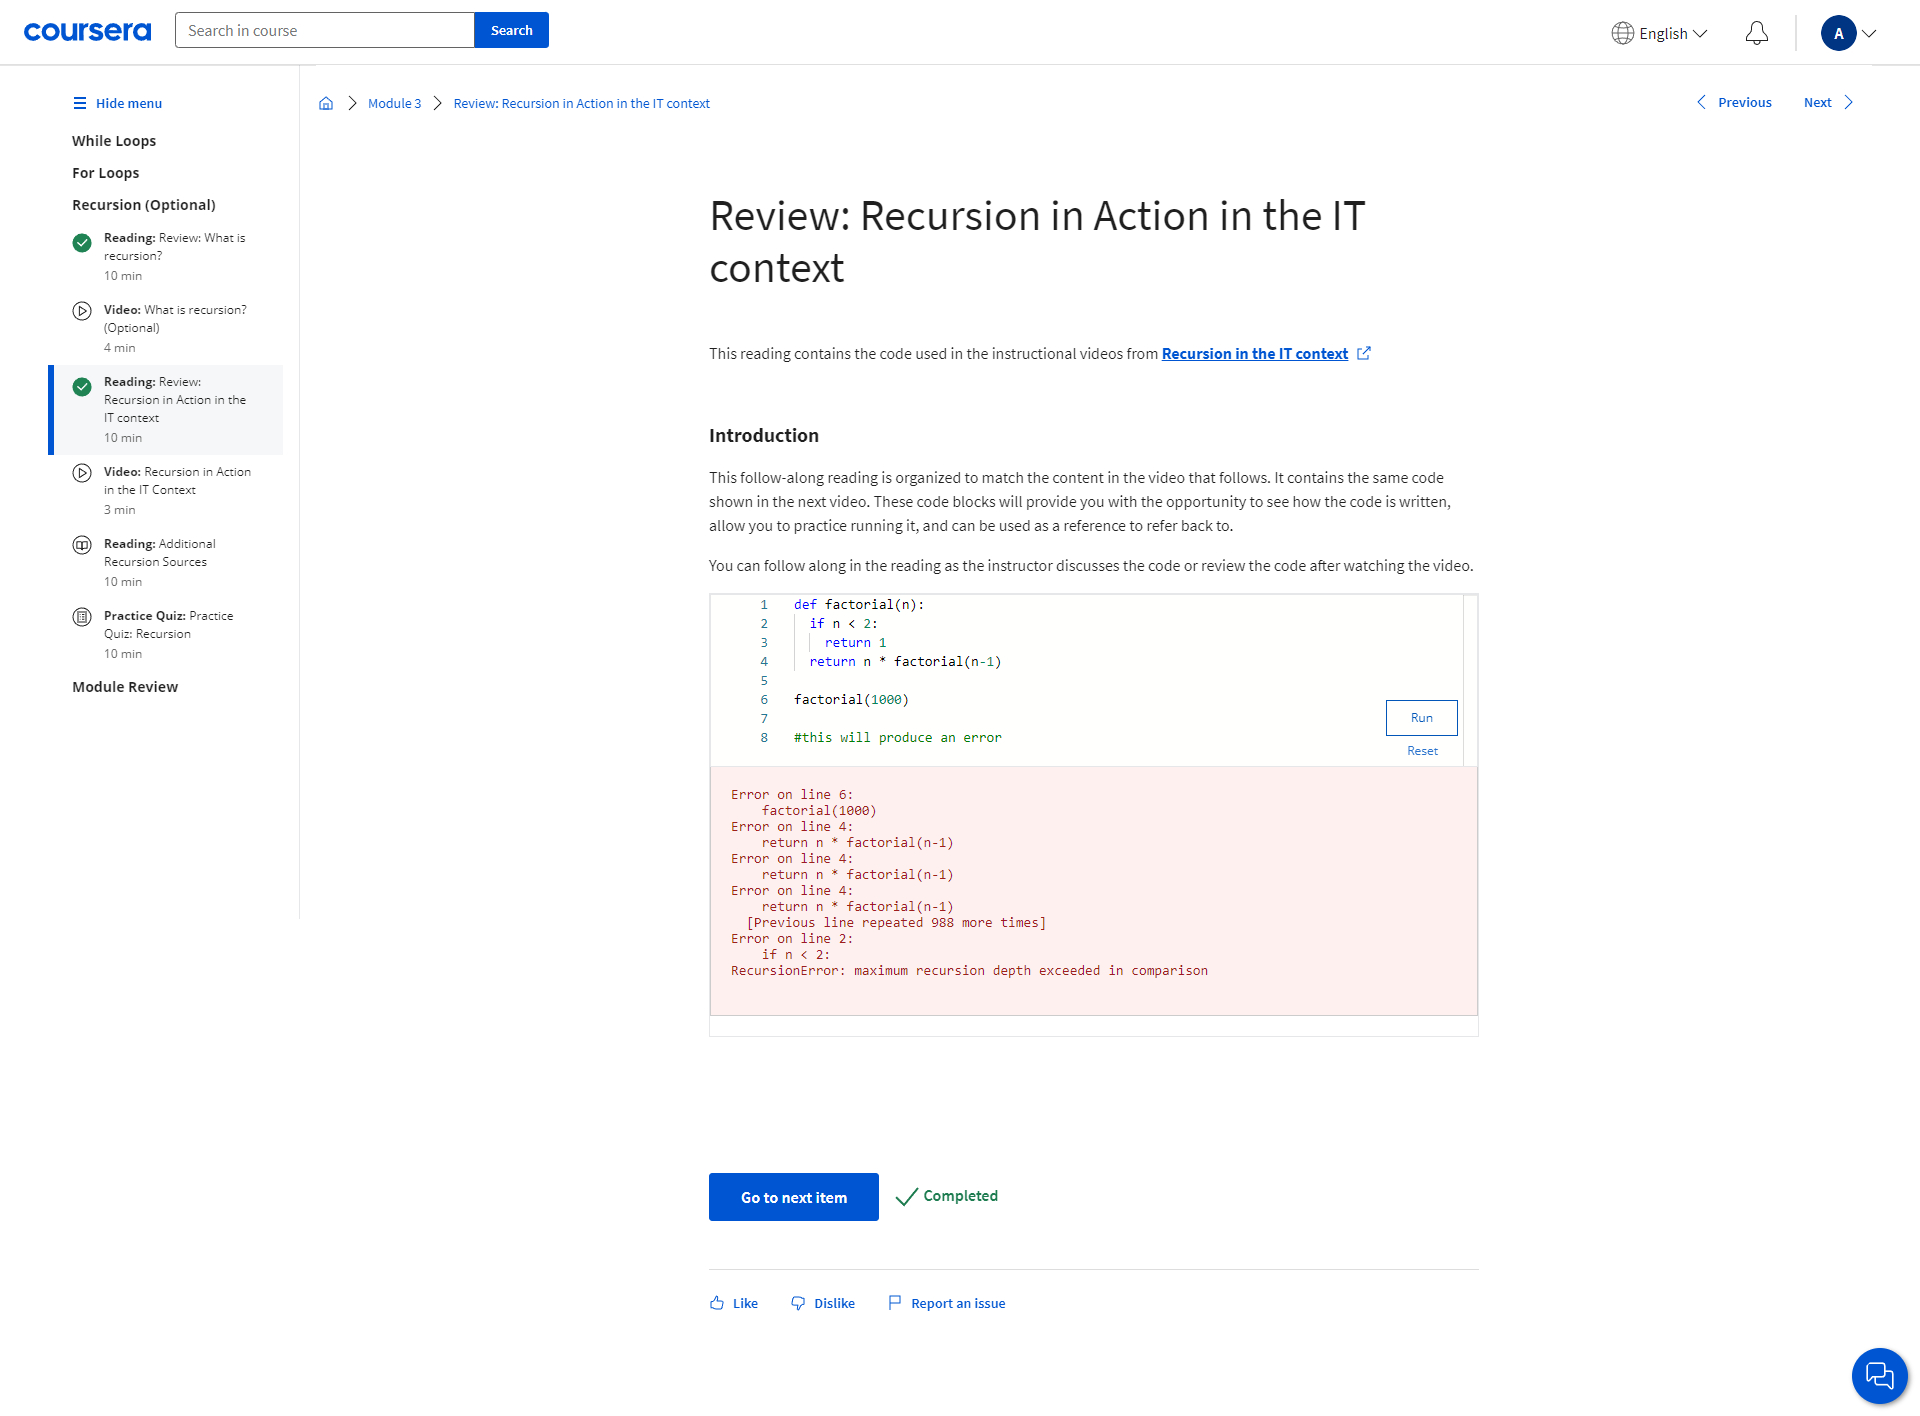 coursera
Search in course
Search
English
A
Hide menu
While Loops
For Loops
Recursion (Optional)
Reading: Review: What is
recursion?
10 min
Video: What is recursion?
(Optional)
4 min
Reading: Review:
Recursion in Action in the
IT context
10 min
Video: Recursion in Action
in the IT Context
3 min
Reading: Additional
Recursion Sources
10 min
Practice Quiz: Practice
Quiz: Recursion
10 min
Module Review
Module 3
Review: Recursion in Action in the IT context
Previous
Next
Review: Recursion in Action in the IT
context
This reading contains the code used in the instructional videos from Recursion in the IT context
Introduction
This follow-along reading is organized to match the content in the video that follows. It contains the same code
shown in the next video. These code blocks will provide you with the opportunity to see how the code is written,
allow you to practice running it, and can be used as a reference to refer back to.
You can follow along in the reading as the instructor discusses the code or review the code after watching the video.
1 def factorial(n):
2   if n < 2:
3     return 1
4   return n * factorial(n-1)
5
6 factorial(1000)
7
8 #this will produce an error
Run
Reset
Error on line 6:
    factorial(1000)
Error on line 4:
    return n * factorial(n-1)
Error on line 4:
    return n * factorial(n-1)
Error on line 4:
    return n * factorial(n-1)
  [Previous line repeated 988 more times]
Error on line 2:
    if n < 2:
RecursionError: maximum recursion depth exceeded in comparison
Go to next item
Completed
Like
Dislike
Report an issue